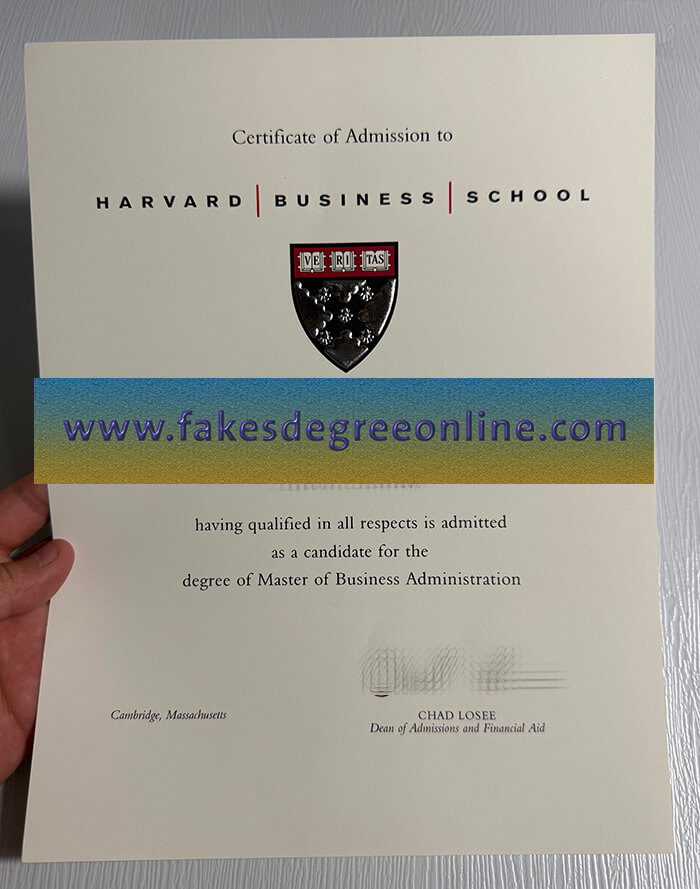 Certificate of Admission to
HARVARD | BUSINESS | SCHOOL
VE RI TAS
www.fakesdegreeonline.com
having qualified in all respects is admitted
as a candidate for the
degree of Master of Business Administration
Cambridge, Massachusetts
CHAD LOSEE
Dean of Admissions and Financial Aid